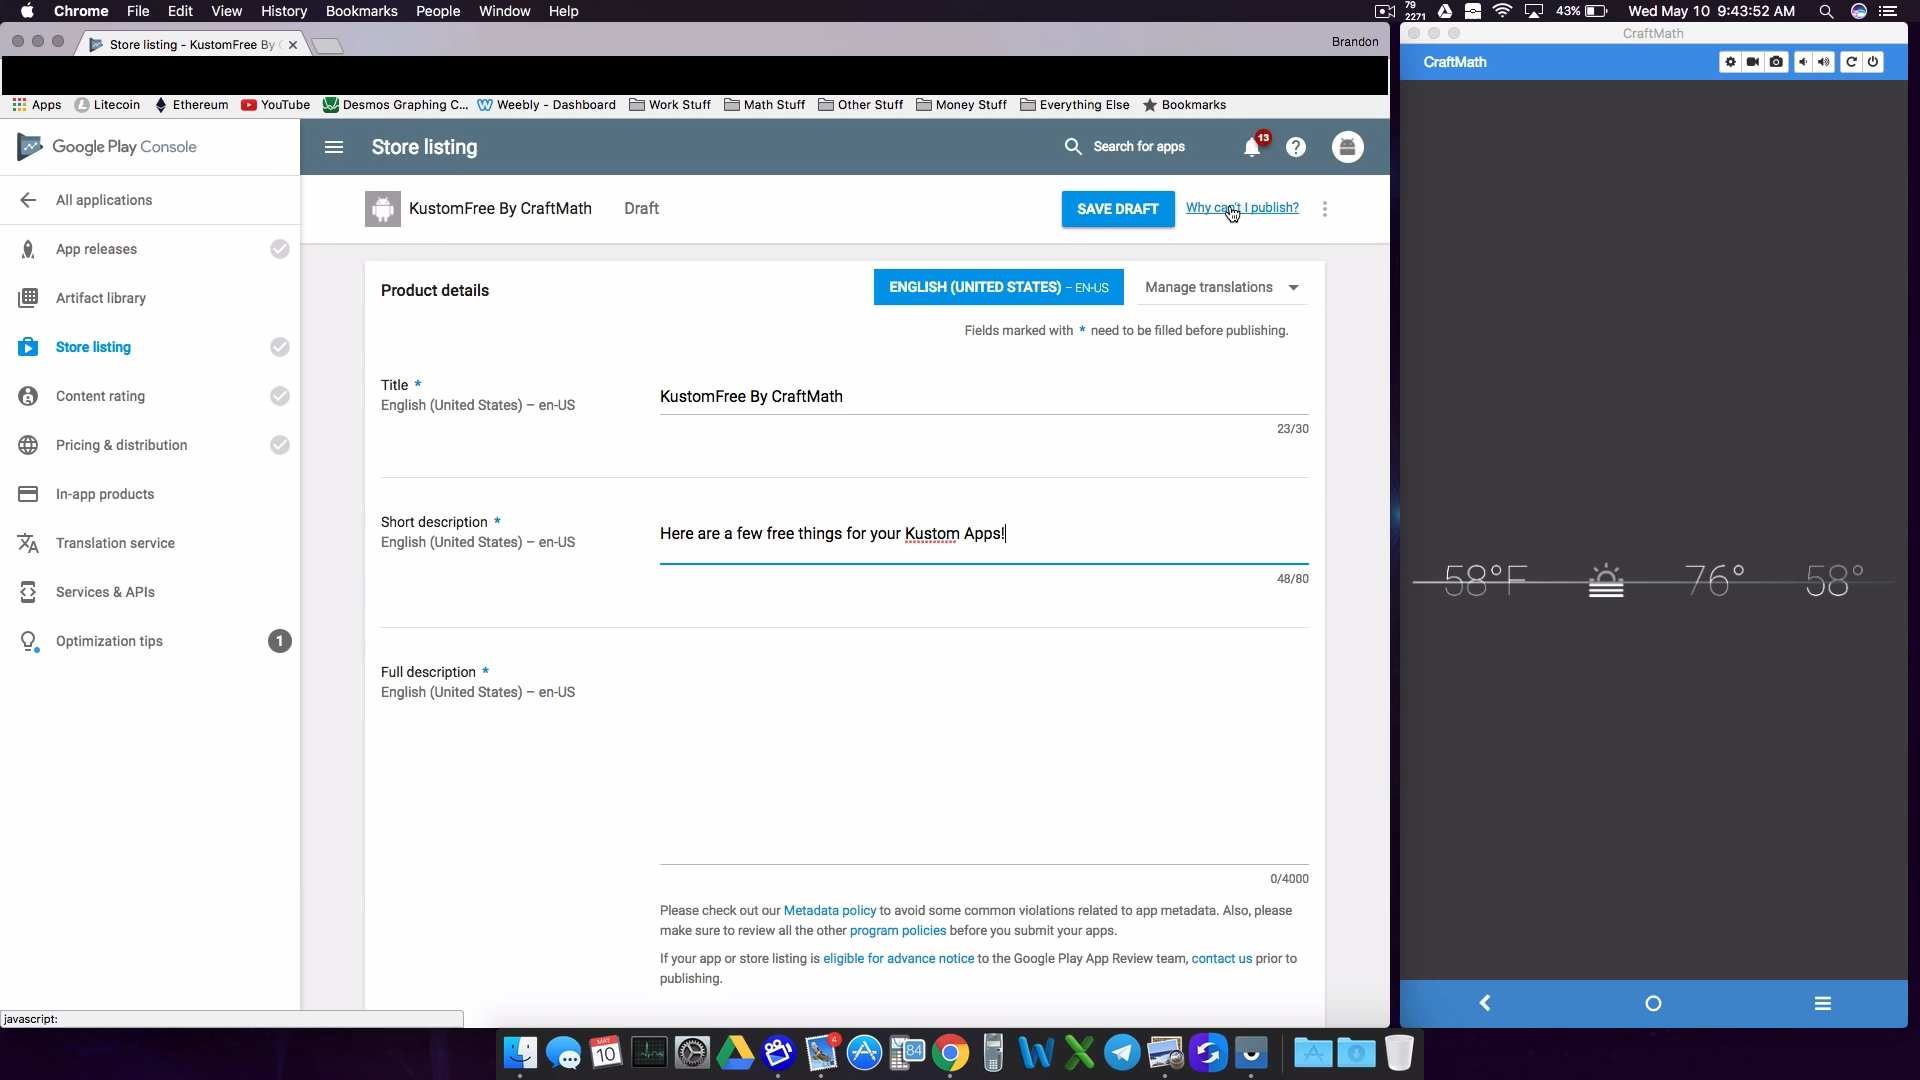 Chrome File Edit View History Bookmarks People Window Help
79
2271
43%
Wed May 10 9:43:52 AM
Store listing - KustomFree By C
Brandon
CraftMath
CraftMath
Apps Litecoin Ethereum YouTube Desmos Graphing C... Weebly - Dashboard Work Stuff Math Stuff Other Stuff Money Stuff Everything Else Bookmarks
Google Play Console
Store listing
Search for apps
13
All applications
KustomFree By CraftMath Draft
SAVE DRAFT
Why can't I publish?
App releases
Artifact library
Store listing
Content rating
Pricing & distribution
In-app products
Translation service
Services & APIs
Optimization tips 1
Product details
ENGLISH (UNITED STATES) – EN-US
Manage translations
Fields marked with * need to be filled before publishing.
Title *
English (United States) – en-US
KustomFree By CraftMath
23/30
Short description *
English (United States) – en-US
Here are a few free things for your Kustom Apps!
48/80
Full description *
English (United States) – en-US
0/4000
Please check out our Metadata policy to avoid some common violations related to app metadata. Also, please
make sure to review all the other program policies before you submit your apps.
If your app or store listing is eligible for advance notice to the Google Play App Review team, contact us prior to
publishing.
58°F 76° 58°
javascript:
MAY
10
4
84